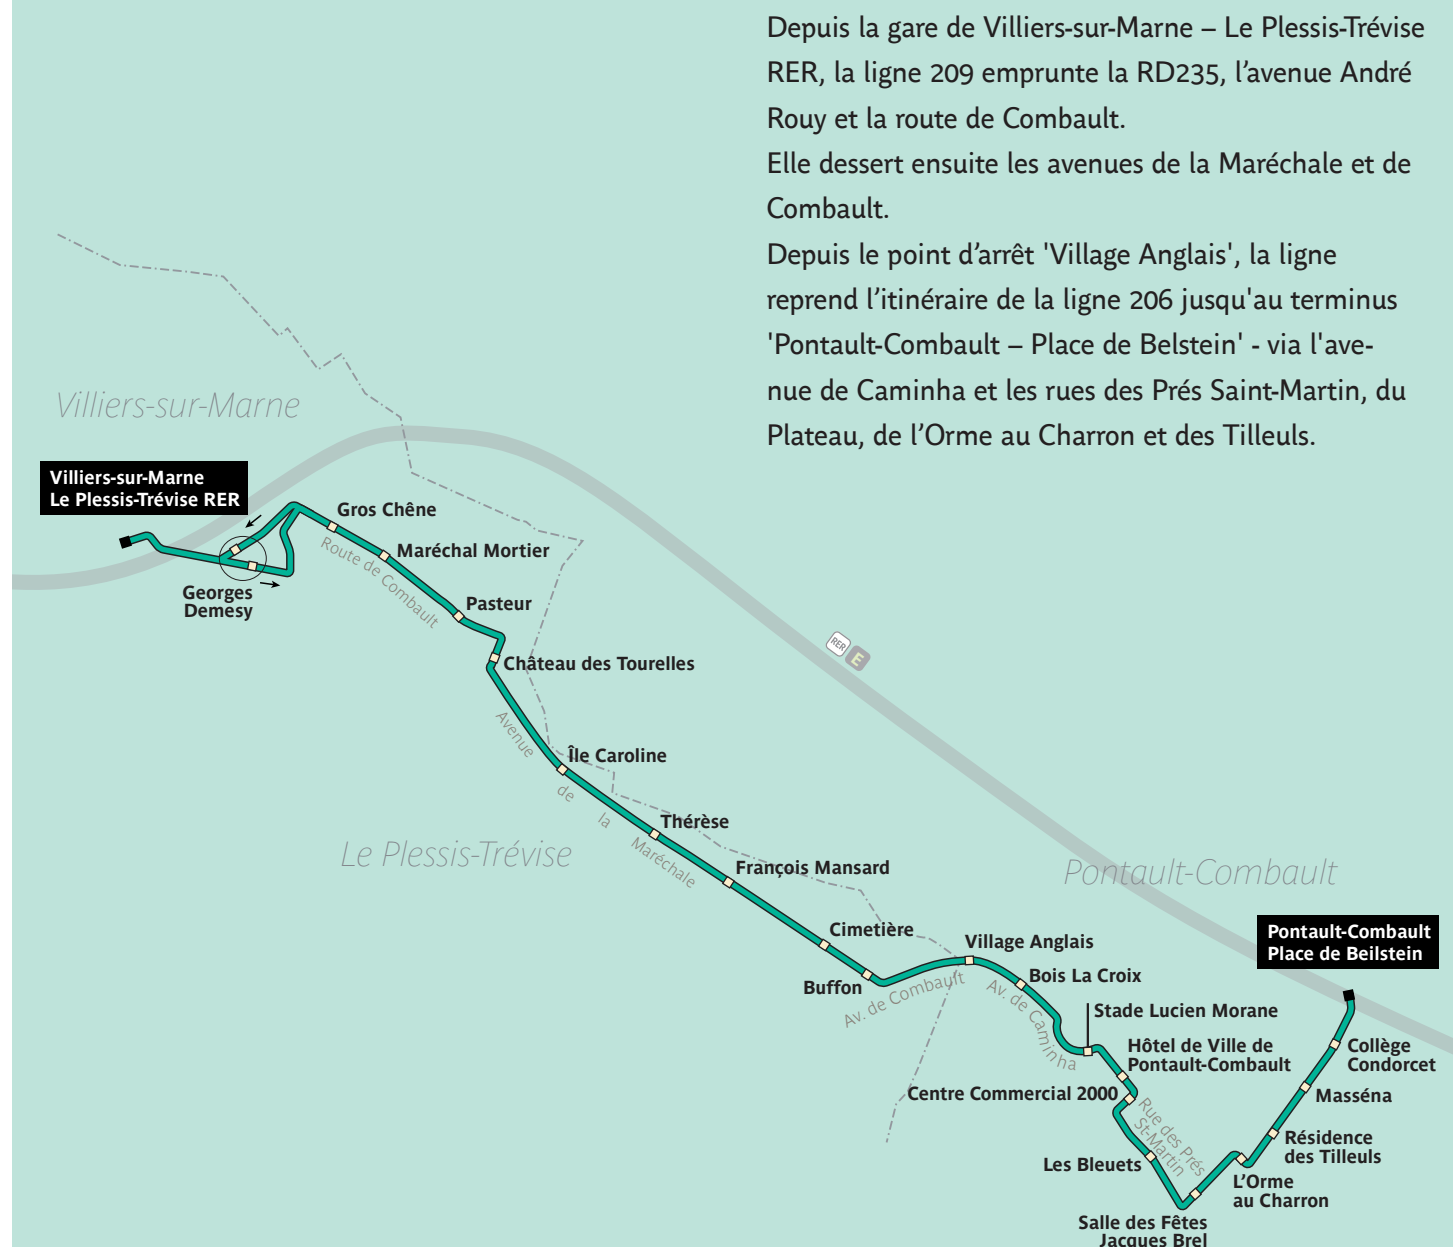 Depuis la gare de Villiers-sur-Marne – Le Plessis-Trévise
RER, la ligne 209 emprunte la RD235, l’avenue André
Rouy et la route de Combault.
Elle dessert ensuite les avenues de la Maréchale et de
Combault.
Depuis le point d’arrêt 'Village Anglais', la ligne
reprend l’itinéraire de la ligne 206 jusqu'au terminus
'Pontault-Combault – Place de Belstein' - via l'ave-
nue de Caminha et les rues des Prés Saint-Martin, du
Plateau, de l’Orme au Charron et des Tilleuls.
Villiers-sur-Marne
Villiers-sur-Marne
Le Plessis-Trévise RER
Gros Chêne
Route de Combault
Maréchal Mortier
Georges
Demesy
Pasteur
RER
E
Château des Tourelles
Avenue
de
la
Maréchale
Île Caroline
Thérèse
Le Plessis-Trévise
François Mansard
Pontault-Combault
Cimetière
Village Anglais
Pontault-Combault
Place de Beilstein
Buffon
Av. de Combault
Bois La Croix
Av. de Caminha
Stade Lucien Morane
Hôtel de Ville de
Pontault-Combault
Collège
Condorcet
Centre Commercial 2000
Masséna
Rue des Prés
St-Martin
Résidence
des Tilleuls
Les Bleuets
L’Orme
au Charron
Salle des Fêtes
Jacques Brel